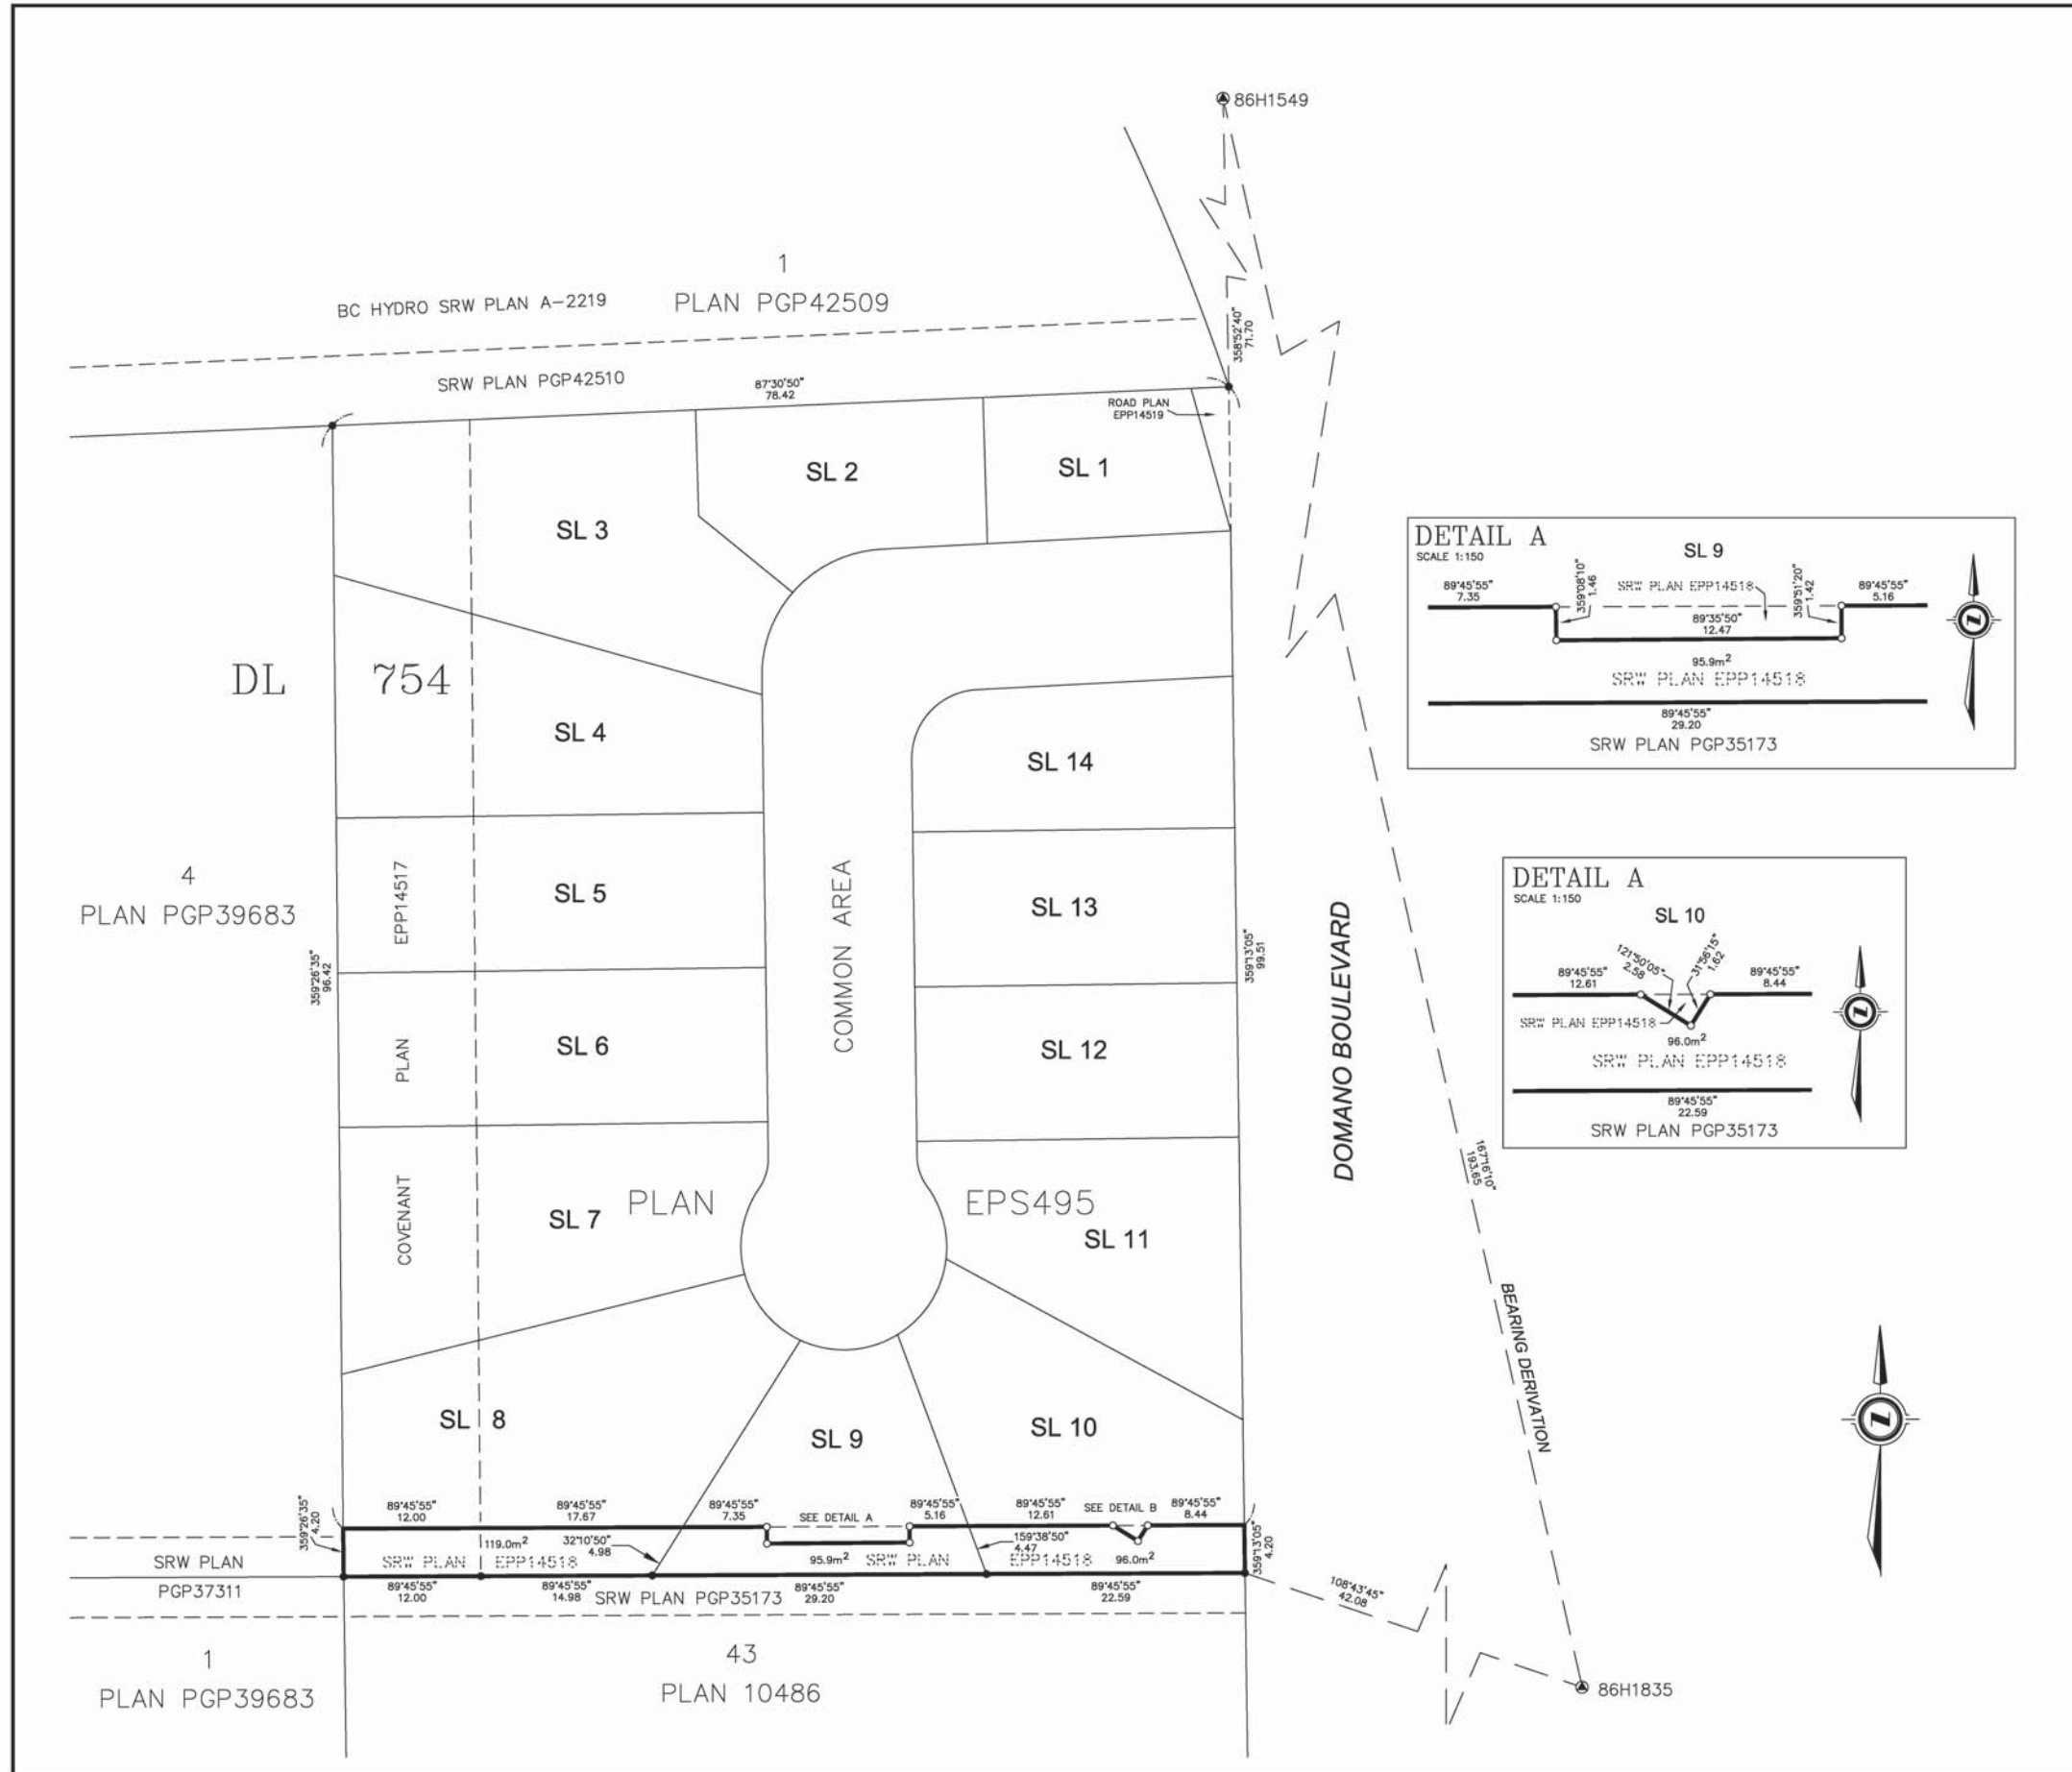 86H1549
1
BC HYDRO SRW PLAN A-2219
PLAN PGP42509
358°52'40"
71.70
SRW PLAN PGP42510
87°30'50"
78.42
ROAD PLAN
EPP14519
SL 1
SL 2
SL 3
DL 754
SL 4
SL 14
4
PLAN PGP39683
EPP14517
SL 5
SL 13
COMMON AREA
359°26'35"
96.42
359°13'05"
99.51
DOMANO BOULEVARD
PLAN
SL 6
SL 12
COVENANT
SL 7
PLAN
EPS495
SL 11
167°16'10"
193.65
BEARING DERIVATION
SL 8
SL 9
SL 10
359°26'35"
4.20
89°45'55"
12.00
89°45'55"
17.67
89°45'55"
7.35
SEE DETAIL A
89°45'55"
5.16
89°45'55"
12.61
SEE DETAIL B
89°45'55"
8.44
359°13'05"
4.20
SRW PLAN
PGP37311
SRW PLAN
119.0m²
EPP14518
32°10'50"
4.98
95.9m²
SRW PLAN
159°38'50"
4.47
EPP14518
96.0m²
89°45'55"
12.00
89°45'55"
14.98
SRW PLAN PGP35173
89°45'55"
29.20
89°45'55"
22.59
108°43'45"
42.08
1
PLAN PGP39683
43
PLAN 10486
86H1835
DETAIL A
SCALE 1:150
SL 9
89°45'55"
7.35
359°08'10"
1.46
SRW PLAN EPP14518
359°51'20"
1.42
89°45'55"
5.16
89°35'50"
12.47
95.9m²
SRW PLAN EPP14518
89°45'55"
29.20
SRW PLAN PGP35173
Z
DETAIL A
SCALE 1:150
SL 10
89°45'55"
12.61
121°50'05"
2.58
31°56'15"
1.62
89°45'55"
8.44
SRW PLAN EPP14518
96.0m²
SRW PLAN EPP14518
89°45'55"
22.59
SRW PLAN PGP35173
Z
Z